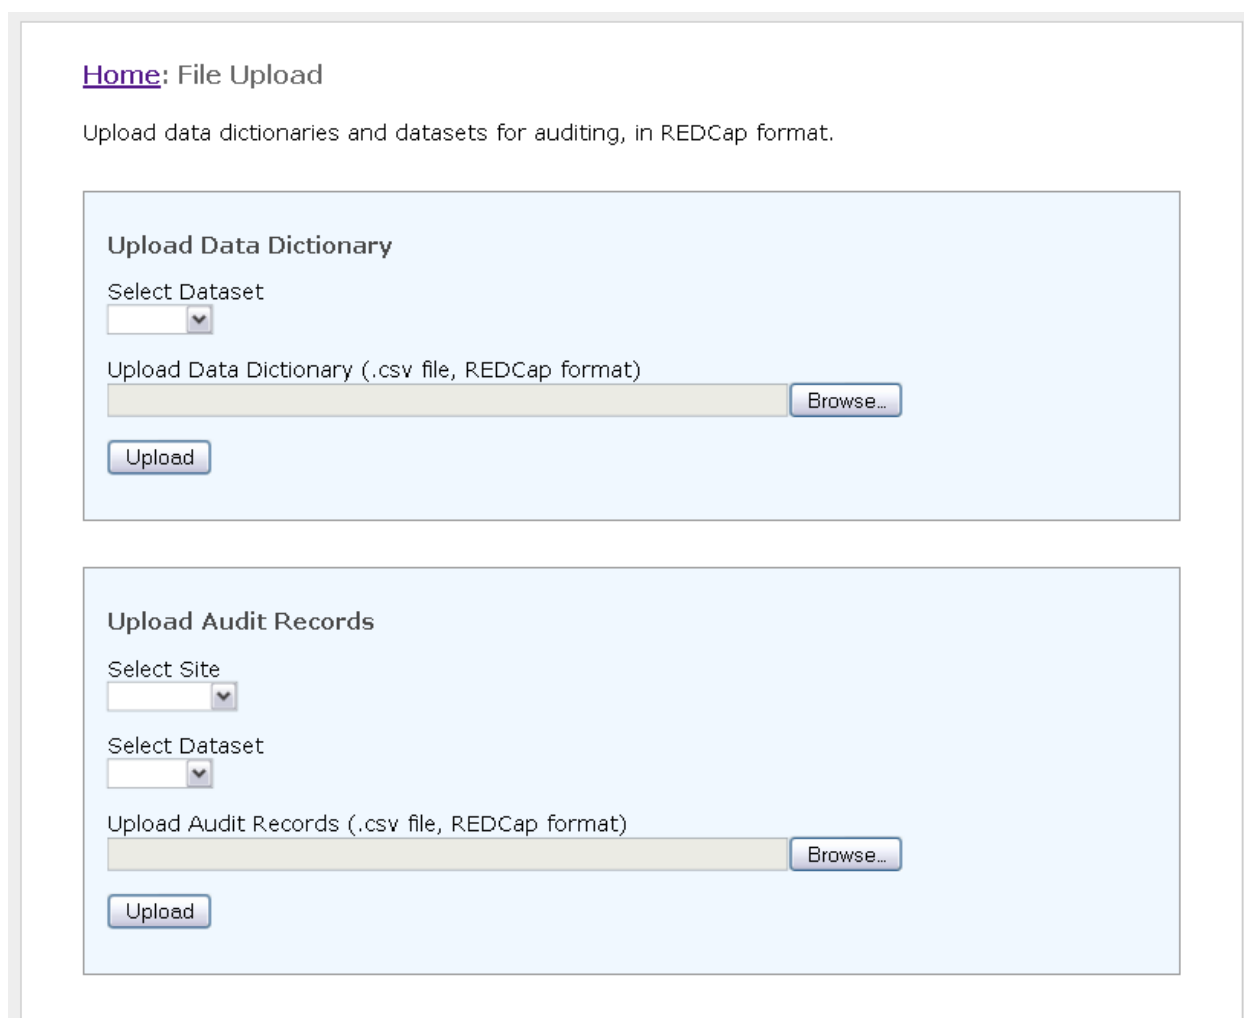 Home: File Upload
Upload data dictionaries and datasets for auditing, in REDCap format.
Upload Data Dictionary
Select Dataset
Upload Data Dictionary (.csv file, REDCap format)
Browse...
Upload
Upload Audit Records
Select Site
Select Dataset
Upload Audit Records (.csv file, REDCap format)
Browse...
Upload